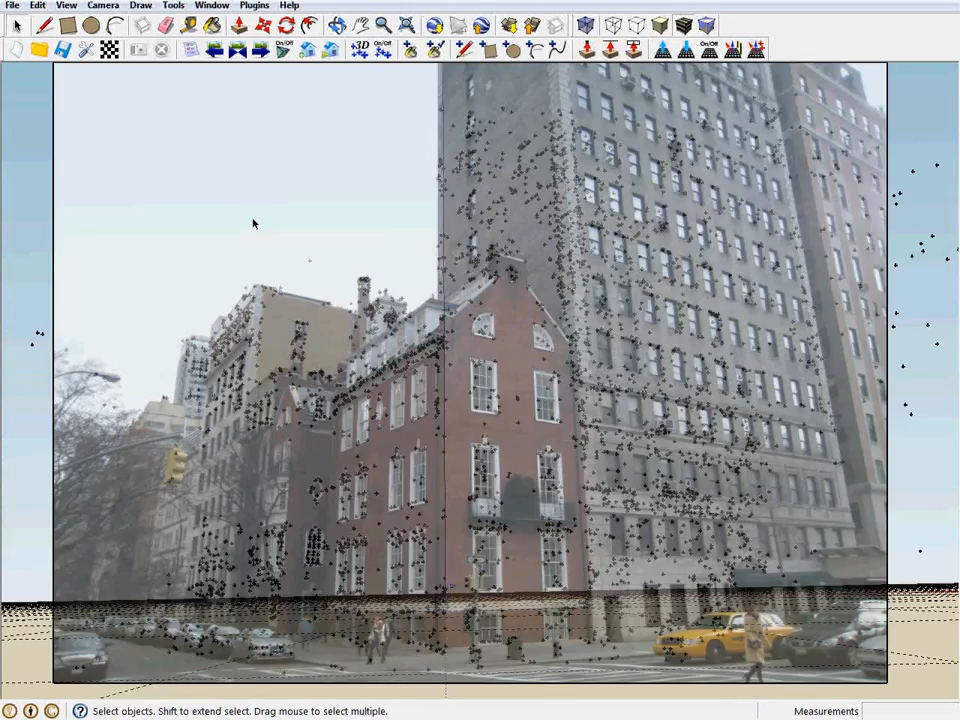 File Edit View Camera Draw Tools Window Plugins Help
On/Off 3D On/Off On/Off
Select objects. Shift to extend select. Drag mouse to select multiple. Measurements